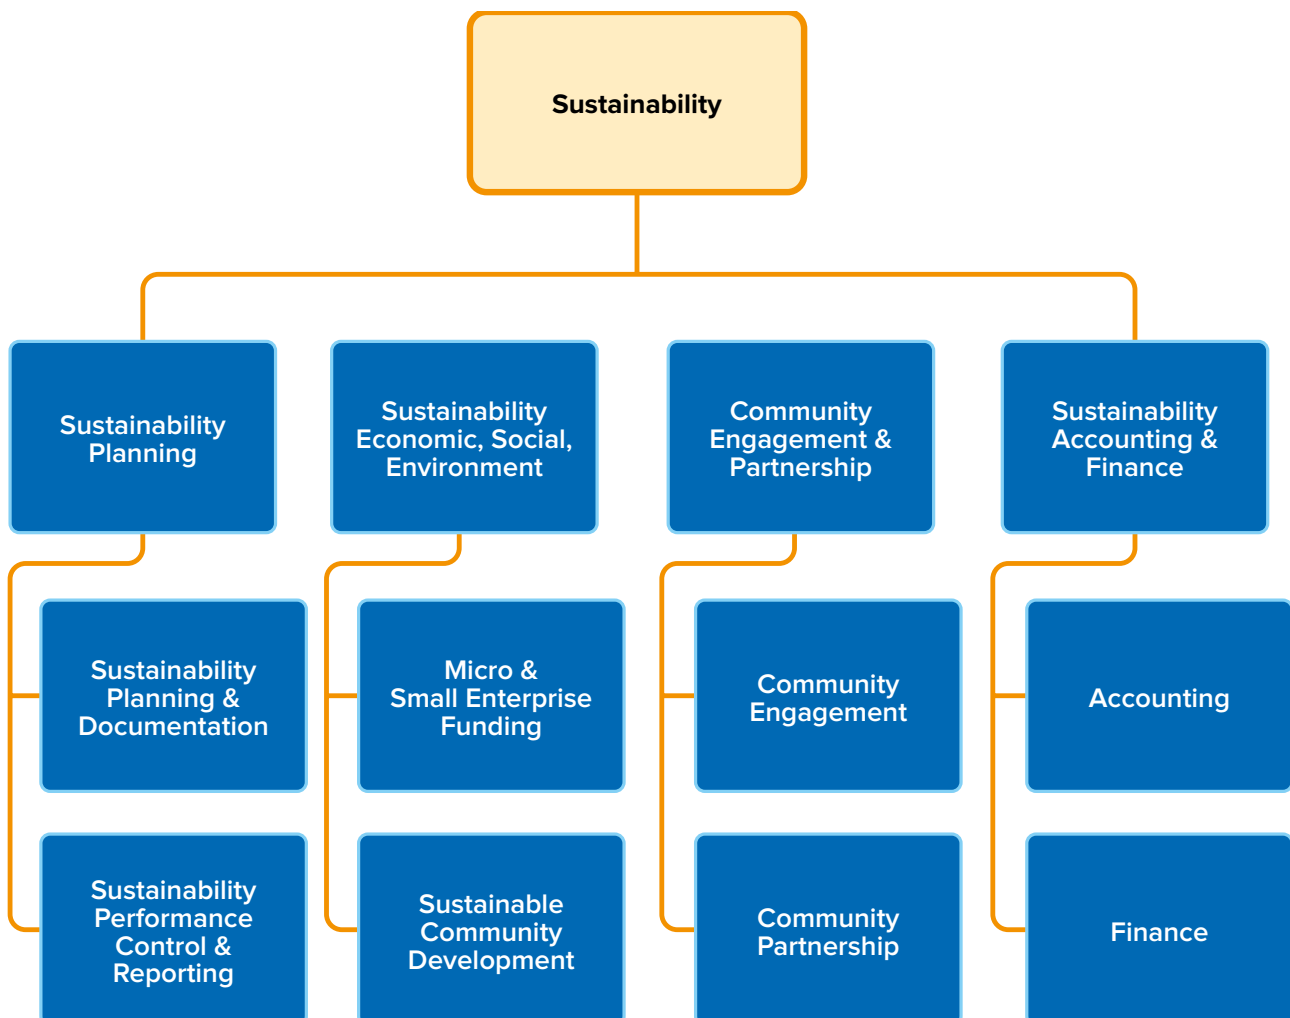 Sustainability
Sustainability
Planning
Sustainability
Economic, Social,
Environment
Community
Engagement &
Partnership
Sustainability
Accounting &
Finance
Sustainability
Planning &
Documentation
Micro &
Small Enterprise
Funding
Community
Engagement
Accounting
Sustainability
Performance
Control &
Reporting
Sustainable
Community
Development
Community
Partnership
Finance